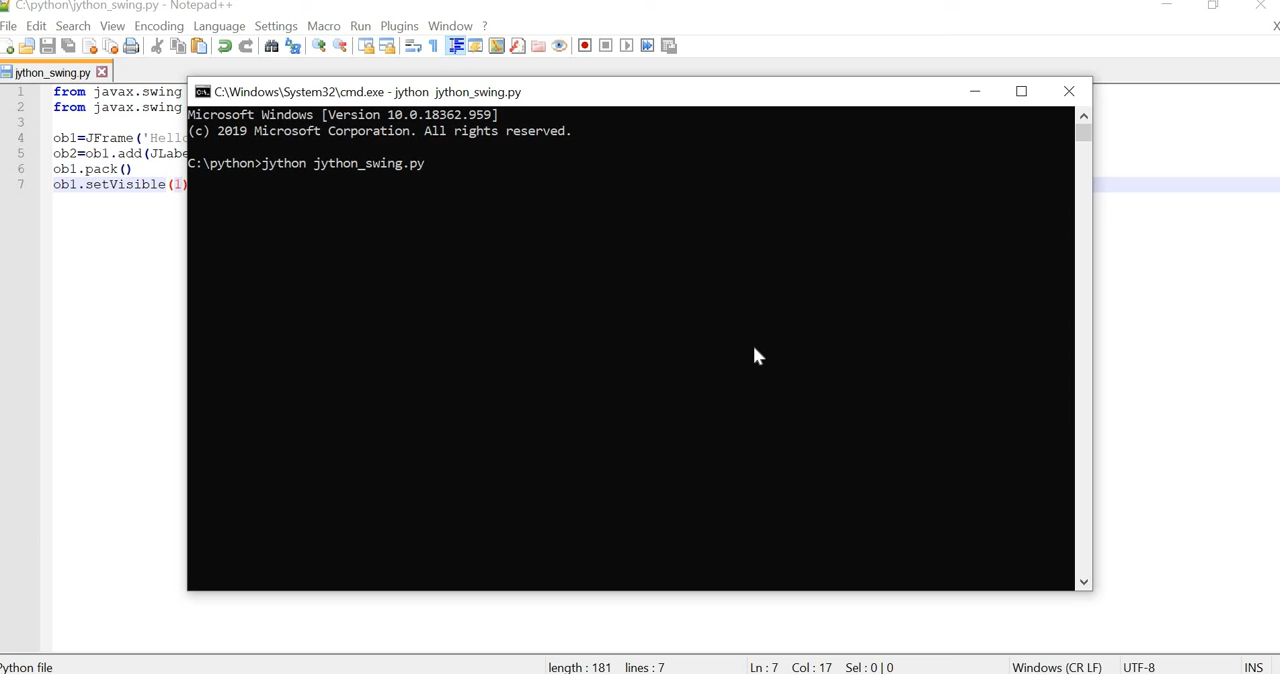 C:\python\jython_swing.py - Notepad++
File Edit Search View Encoding Language Settings Macro Run Plugins Window ?
X
jython_swing.py
C:\Windows\System32\cmd.exe - jython jython_swing.py
1 from javax.swing
2 from javax.swing
3
4 ob1=JFrame('Hello
5 ob2=ob1.add(JLabe
6 ob1.pack()
7 ob1.setVisible(1)
Microsoft Windows [Version 10.0.18362.959]
(c) 2019 Microsoft Corporation. All rights reserved.
C:\python>jython jython_swing.py
Python file length : 181 lines : 7 Ln : 7 Col : 17 Sel : 0 | 0 Windows (CR LF) UTF-8 INS